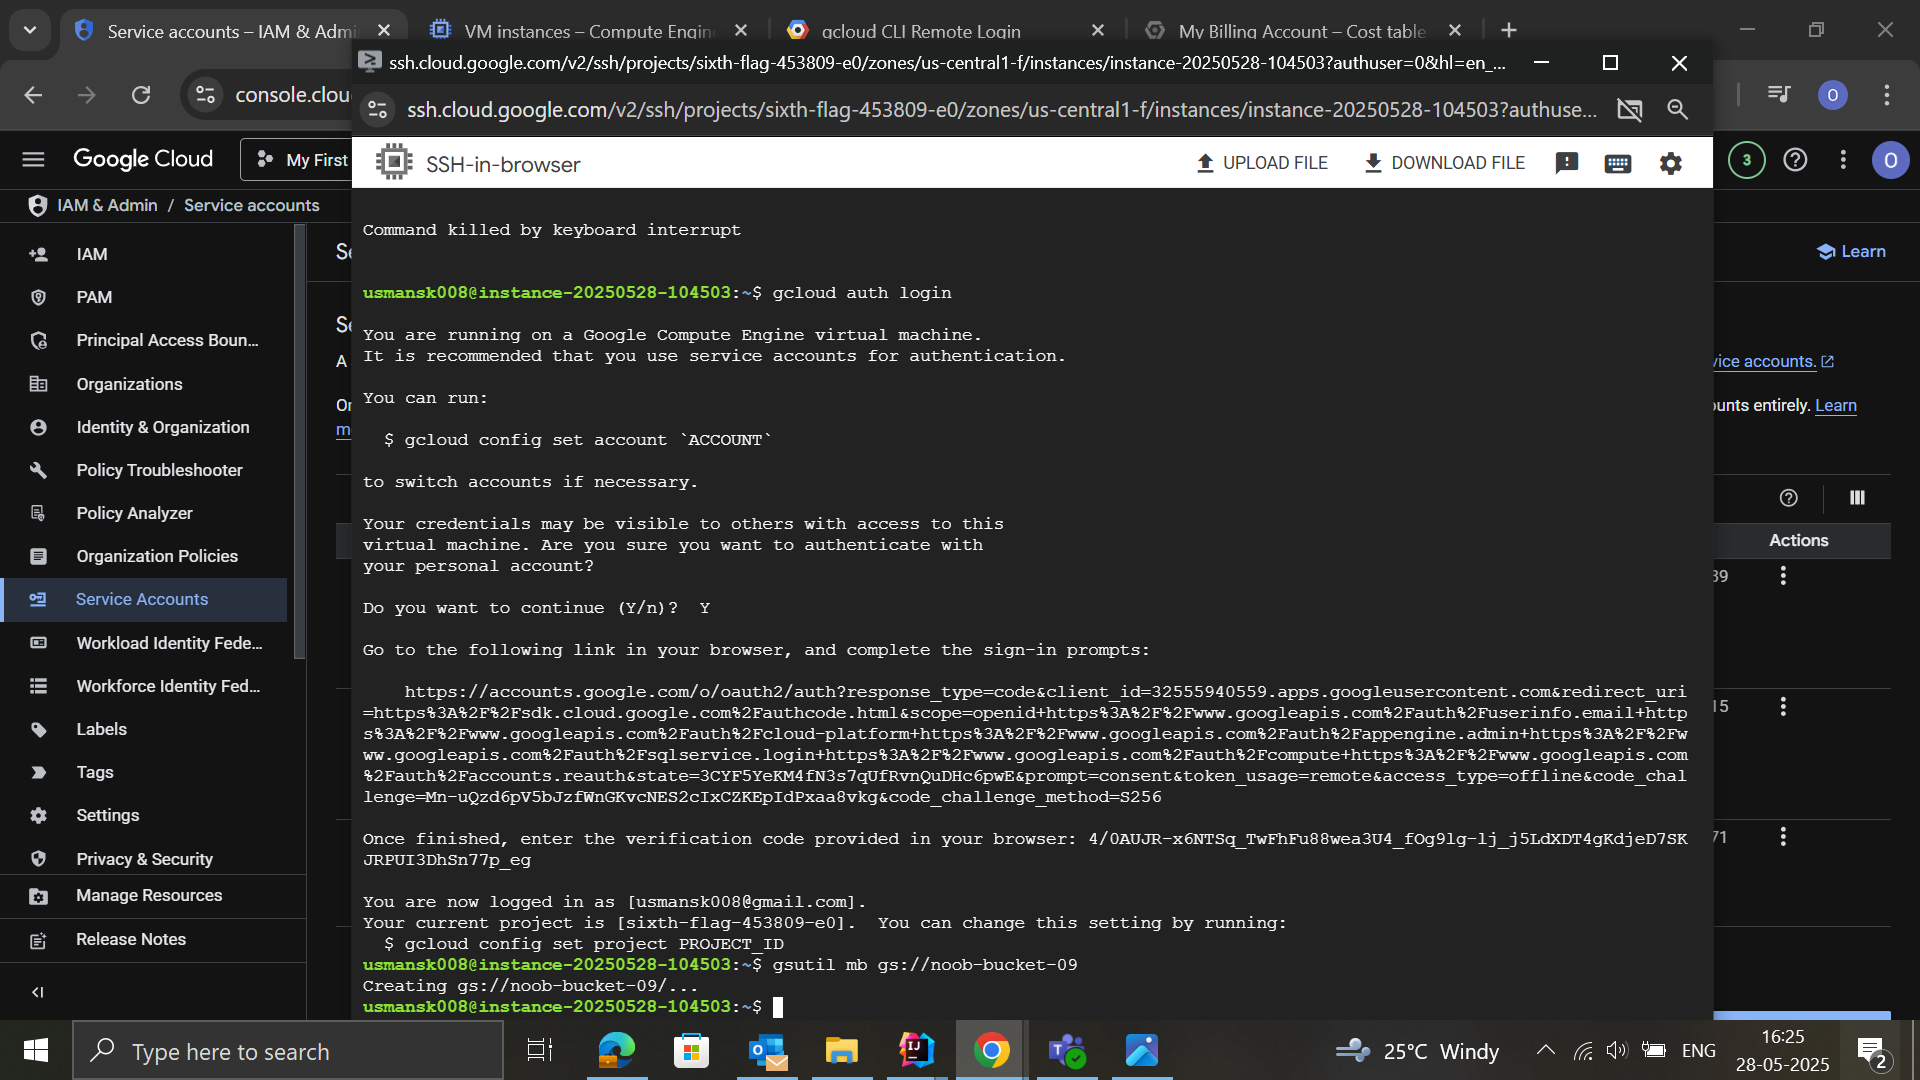 Service accounts – IAM & Admi
VM instances – Compute Engin
gcloud CLI Remote Login
My Billing Account – Cost table
ssh.cloud.google.com/v2/ssh/projects/sixth-flag-453809-e0/zones/us-central1-f/instances/instance-20250528-104503?authuser=0&hl=en_...
console.clou
ssh.cloud.google.com/v2/ssh/projects/sixth-flag-453809-e0/zones/us-central1-f/instances/instance-20250528-104503?authuse...
O
Google Cloud
My First
SSH-in-browser
UPLOAD FILE
DOWNLOAD FILE
3
O
IAM & Admin / Service accounts
IAM
PAM
Principal Access Boun...
Organizations
Identity & Organization
Policy Troubleshooter
Policy Analyzer
Organization Policies
Service Accounts
Workload Identity Fede...
Workforce Identity Fed...
Labels
Tags
Settings
Privacy & Security
Manage Resources
Release Notes
Se
Se
A
Or
m
Learn
vice accounts.
ounts entirely. Learn
Actions
39
15
71
Command killed by keyboard interrupt
usmansk008@instance-20250528-104503:~$ gcloud auth login
You are running on a Google Compute Engine virtual machine.
It is recommended that you use service accounts for authentication.
You can run:
$ gcloud config set account `ACCOUNT`
to switch accounts if necessary.
Your credentials may be visible to others with access to this
virtual machine. Are you sure you want to authenticate with
your personal account?
Do you want to continue (Y/n)? Y
Go to the following link in your browser, and complete the sign-in prompts:
https://accounts.google.com/o/oauth2/auth?response_type=code&client_id=32555940559.apps.googleusercontent.com&redirect_uri
=https%3A%2F%2Fsdk.cloud.google.com%2Fauthcode.html&scope=openid+https%3A%2F%2Fwww.googleapis.com%2Fauth%2Fuserinfo.email+http
s%3A%2F%2Fwww.googleapis.com%2Fauth%2Fcloud-platform+https%3A%2F%2Fwww.googleapis.com%2Fauth%2Fappengine.admin+https%3A%2F%2Fw
ww.googleapis.com%2Fauth%2Fsqlservice.login+https%3A%2F%2Fwww.googleapis.com%2Fauth%2Fcompute+https%3A%2F%2Fwww.googleapis.com
%2Fauth%2Faccounts.reauth&state=3CYF5YeKM4fN3s7qUfRvnQuDHc6pwE&prompt=consent&token_usage=remote&access_type=offline&code_chal
lenge=Mn-uQzd6pV5bJzfWnGKvcNES2cIxCZKEpIdPxaa8vkg&code_challenge_method=S256
Once finished, enter the verification code provided in your browser: 4/0AUJR-x6NTSq_TwFhFu88wea3U4_fOg9lg-lj_j5LdXDT4gKdjeD7SK
JRPUI3DhSn77p_eg
You are now logged in as [usmansk008@gmail.com].
Your current project is [sixth-flag-453809-e0]. You can change this setting by running:
$ gcloud config set project PROJECT_ID
usmansk008@instance-20250528-104503:~$ gsutil mb gs://noob-bucket-09
Creating gs://noob-bucket-09/...
usmansk008@instance-20250528-104503:~$
Type here to search
25°C Windy
ENG
16:25
28-05-2025
2